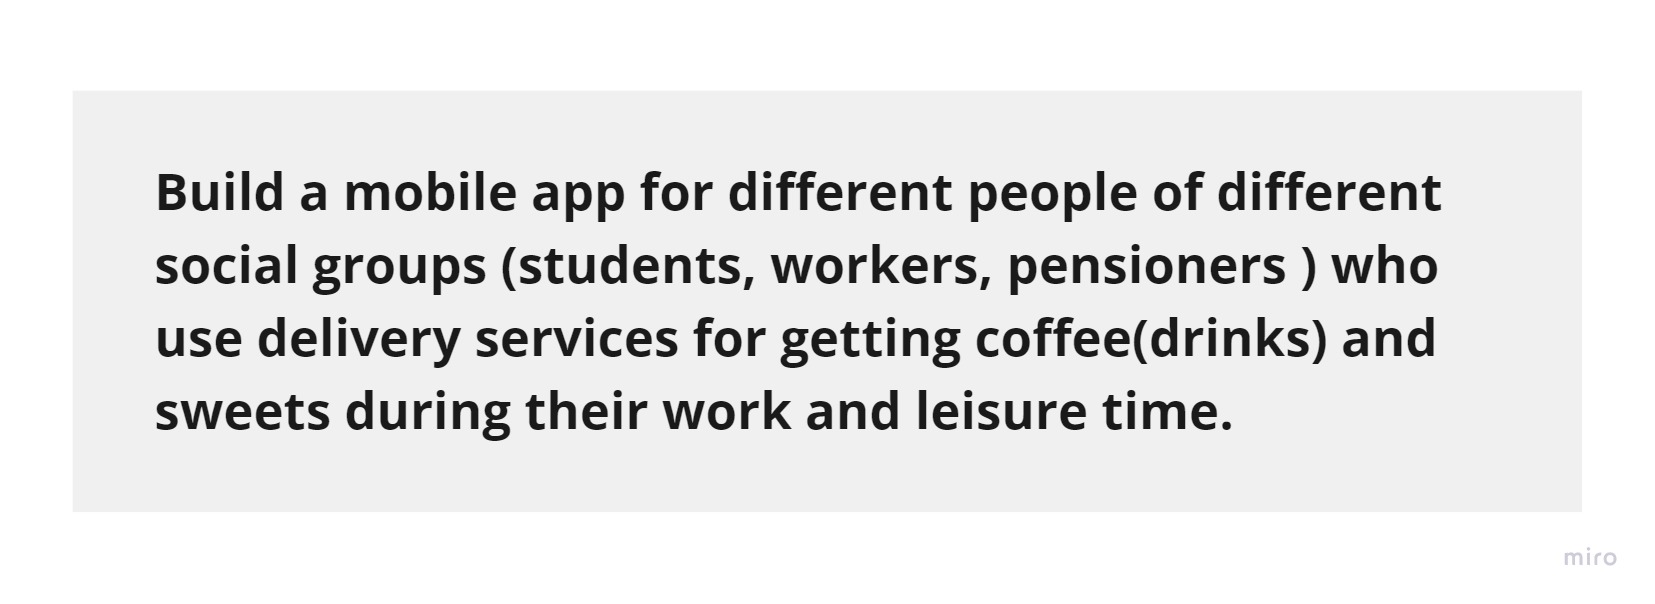 Build a mobile app for different people of different
social groups (students, workers, pensioners ) who
use delivery services for getting coffee(drinks) and
sweets during their work and leisure time.
miro